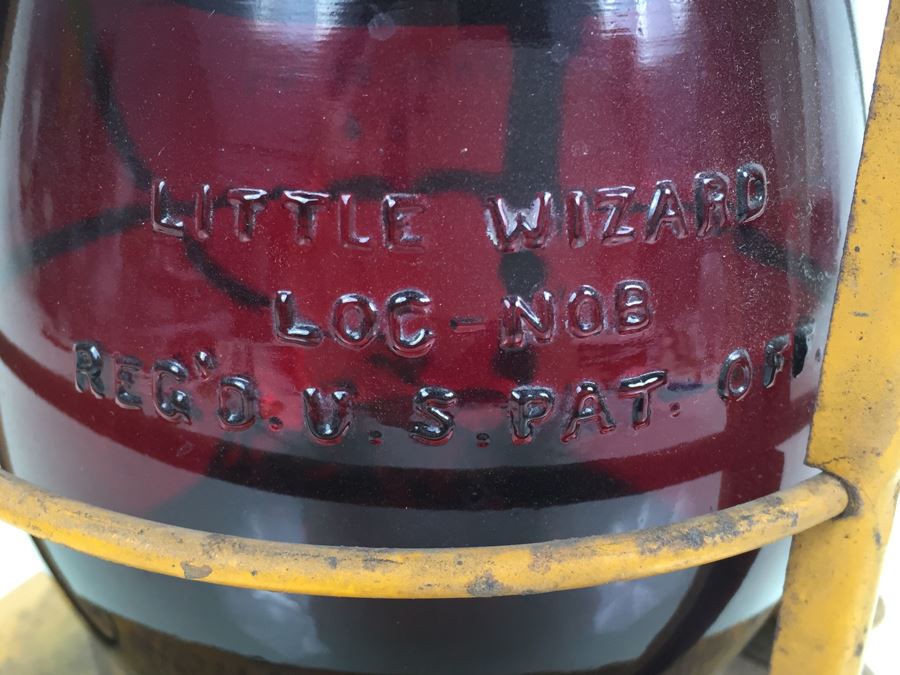 LITTLE WIZARD
LOC-NOB
REG'D. U.S. PAT. OFF.